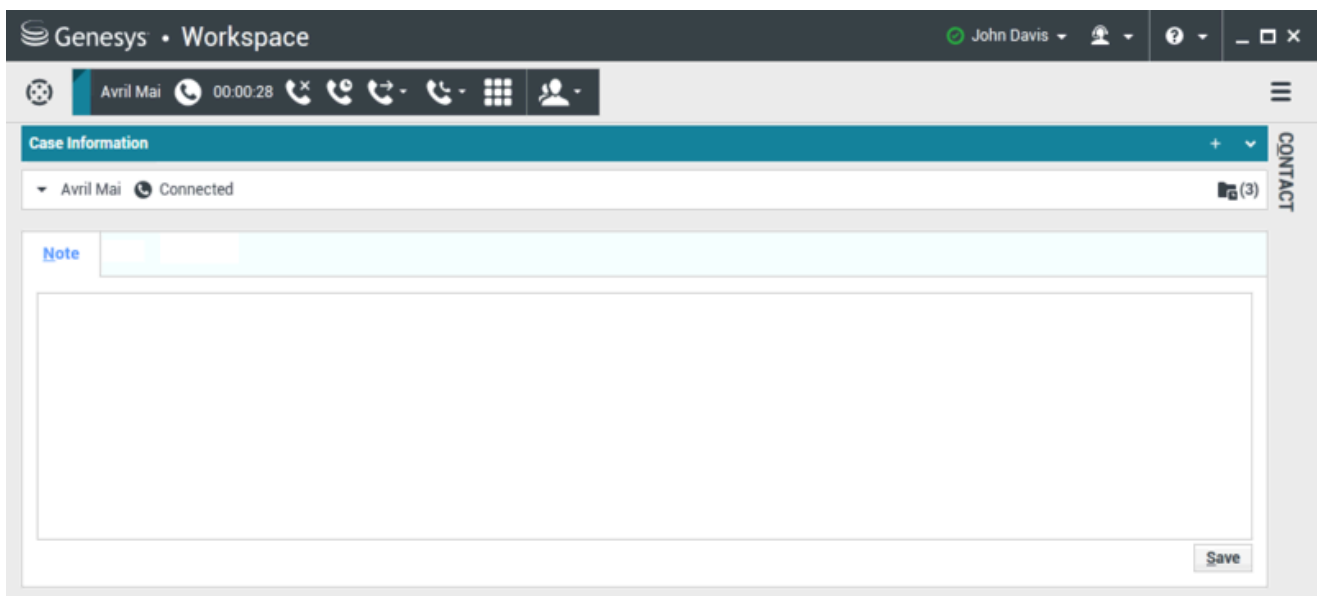 Genesys • Workspace
John Davis
Avril Mai 00:00:28
Case Information
CONTACT
Avril Mai Connected (3)
Note
Save